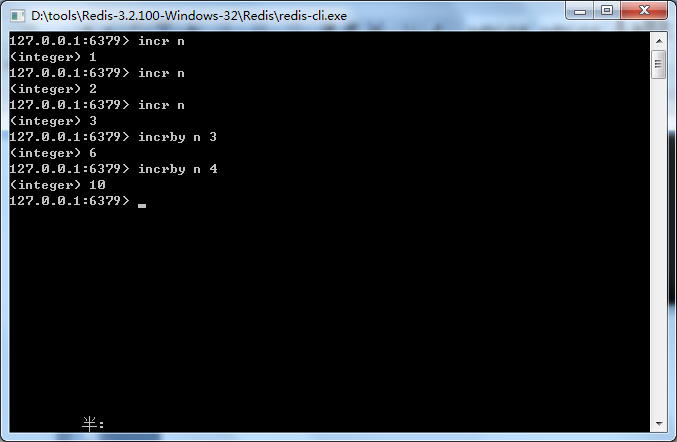 D:\tools\Redis-3.2.100-Windows-32\Redis\redis-cli.exe
127.0.0.1:6379> incr n
(integer) 1
127.0.0.1:6379> incr n
(integer) 2
127.0.0.1:6379> incr n
(integer) 3
127.0.0.1:6379> incrby n 3
(integer) 6
127.0.0.1:6379> incrby n 4
(integer) 10
127.0.0.1:6379> _
半: